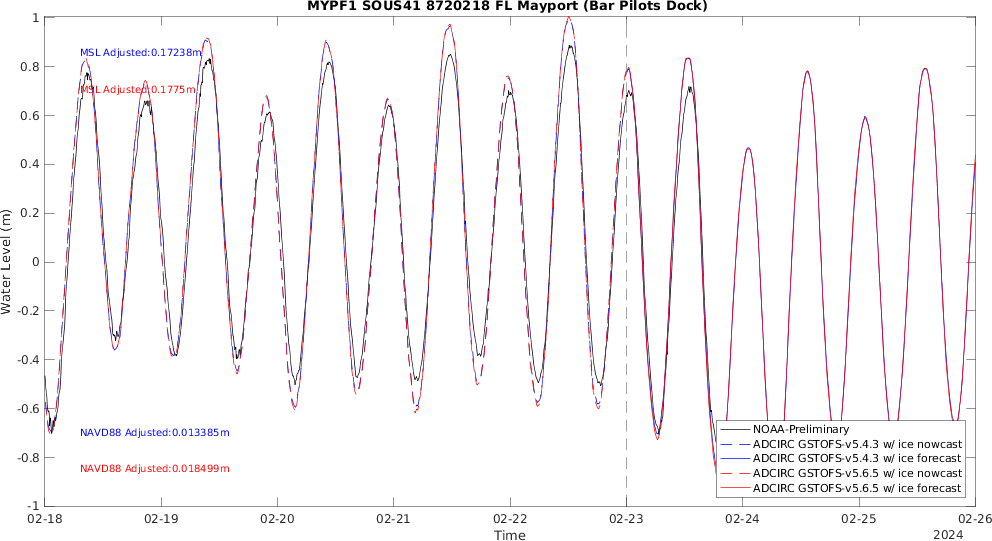 MYPF1 SOUS41 8720218 FL Mayport (Bar Pilots Dock)
1
0.8
0.6
0.4
0.2
0
-0.2
-0.4
-0.6
-0.8
-1
Water Level (m)
MSL Adjusted:0.17238m
MSL Adjusted:0.1775m
NAVD88 Adjusted:0.013385m
NAVD88 Adjusted:0.018499m
NOAA-Preliminary
ADCIRC GSTOFS-v5.4.3 w/ ice nowcast
ADCIRC GSTOFS-v5.4.3 w/ ice forecast
ADCIRC GSTOFS-v5.6.5 w/ ice nowcast
ADCIRC GSTOFS-v5.6.5 w/ ice forecast
02-18 02-19 02-20 02-21 02-22 02-23 02-24 02-25 02-26
Time
2024